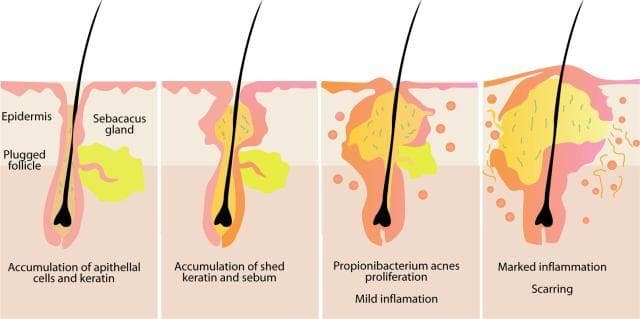 Epidermis
Sebacacus
gland
Plugged
follicle
Accumulation of apithellal
cells and keratin
Accumulation of shed
keratin and sebum
Propionibacterium acnes
proliferation
Mild inflamation
Marked inflammation
Scarring